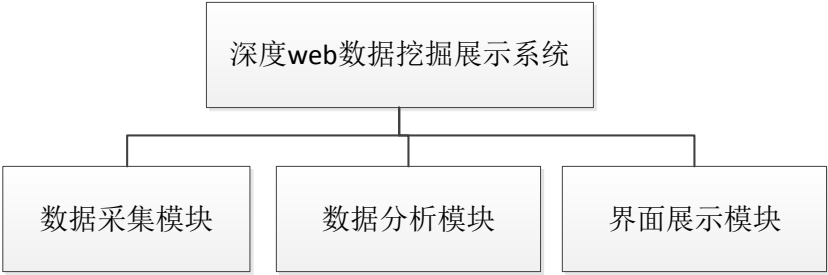 深度web数据挖掘展示系统
数据采集模块
数据分析模块
界面展示模块